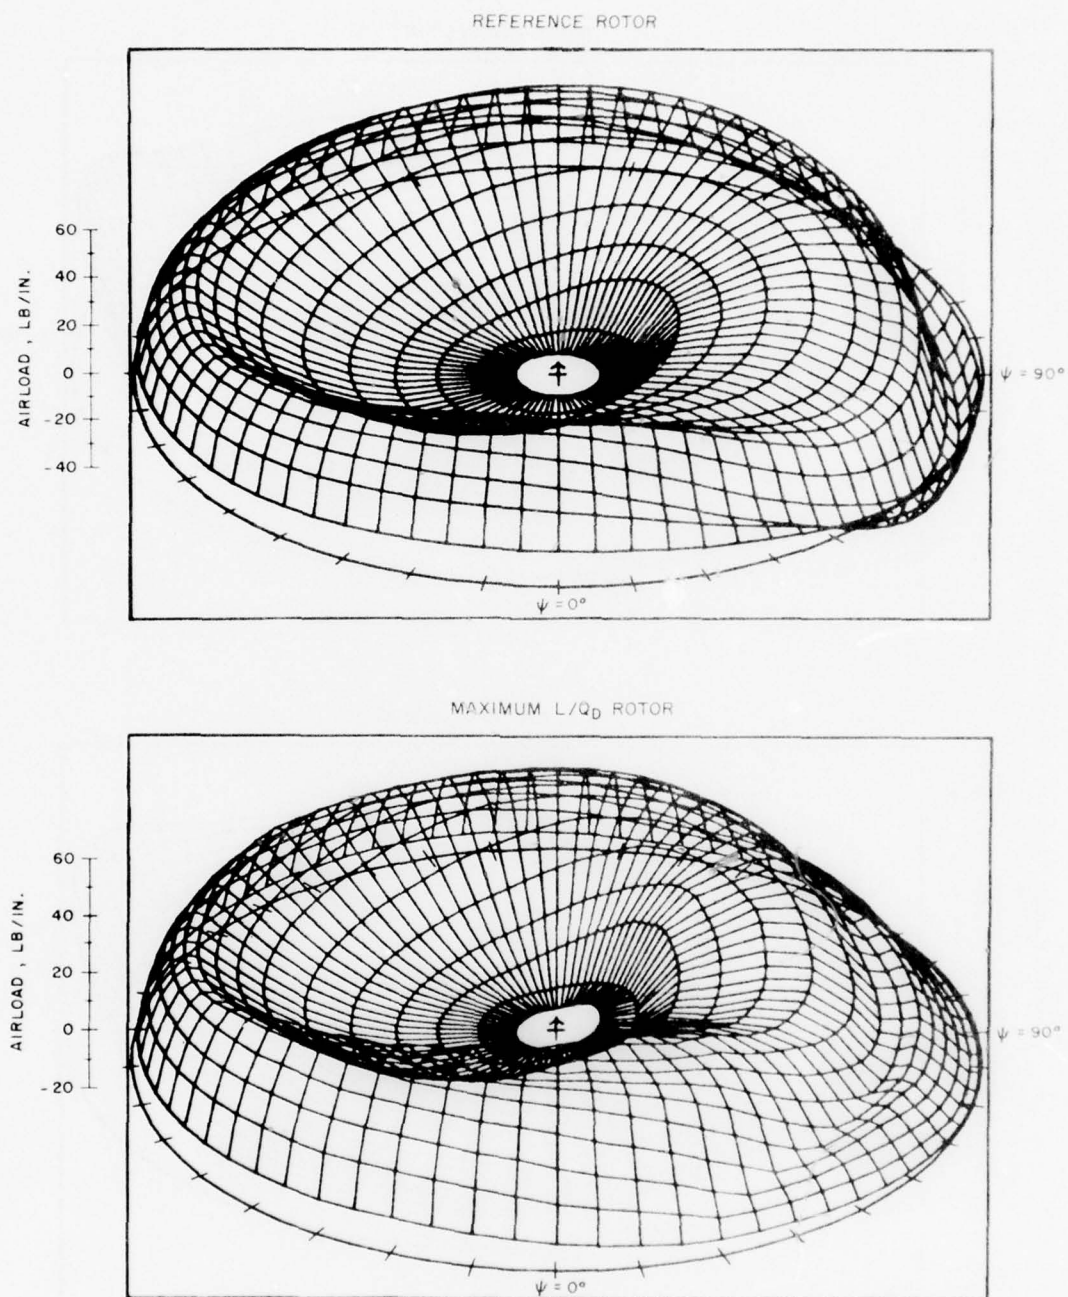 REFERENCE ROTOR
60
40
20
0
-20
-40
AIRLOAD, LB/IN.
ψ = 90°
ψ = 0°
MAXIMUM L/Q_D ROTOR
60
40
20
0
-20
AIRLOAD, LB/IN.
ψ = 90°
ψ = 0°